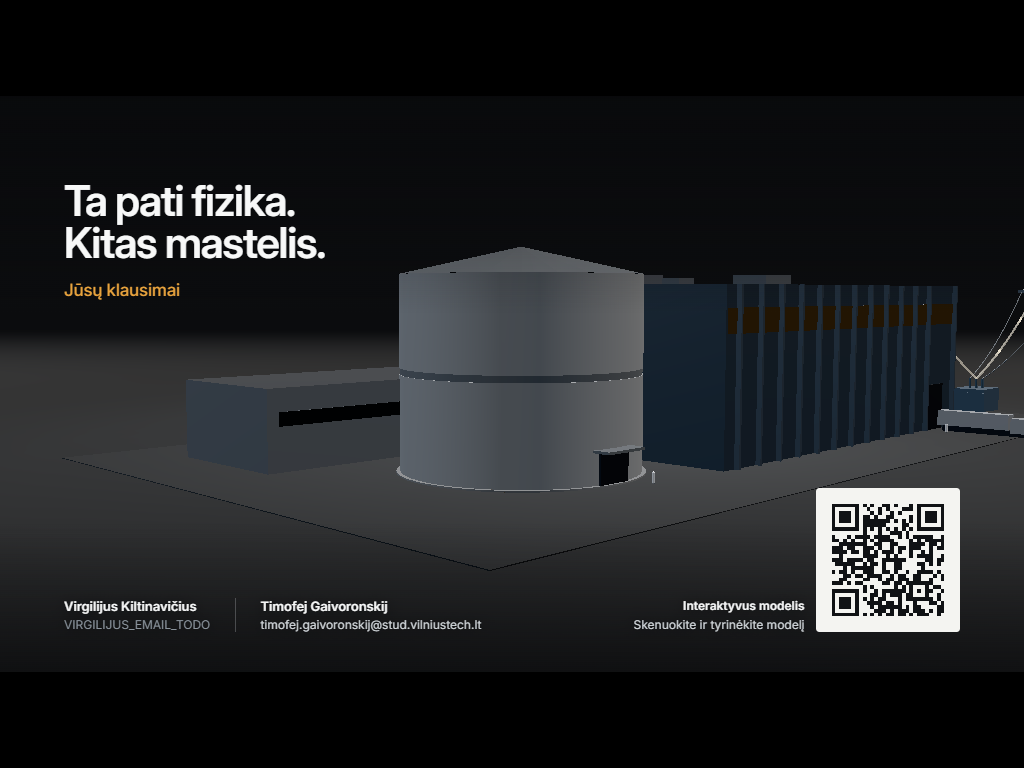 Ta pati fizika.
Kitas mastelis.
Jūsų klausimai
Virgilijus Kiltinavičius
VIRGILIJUS_EMAIL_TODO
Timofej Gaivoronskij
timofej.gaivoronskij@stud.vilniustech.lt
Interaktyvus modelis
Skenuokite ir tyrinėkite modelį